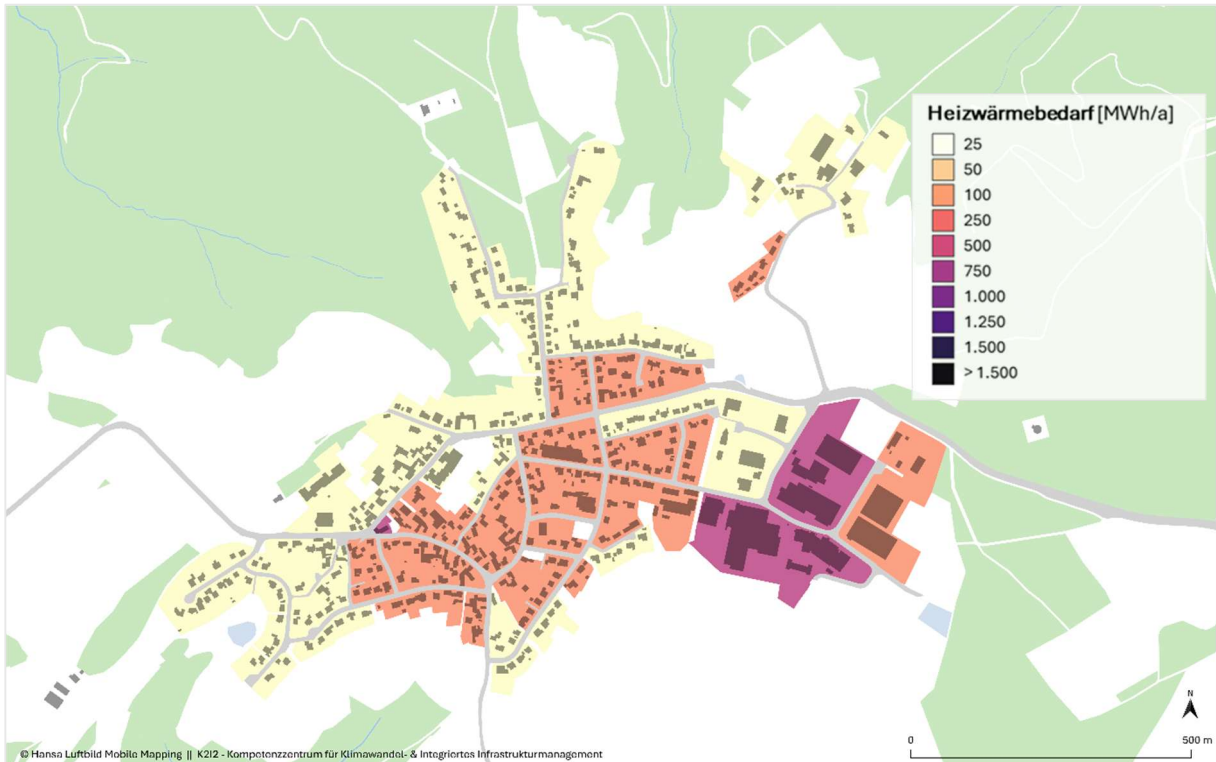 Heizwärmebedarf [MWh/a]
25
50
100
250
500
750
1.000
1.250
1.500
> 1.500
N
0 500 m
© Hansa Luftbild Mobile Mapping || K2I2 - Kompetenzzentrum für Klimawandel- & Integriertes Infrastrukturmanagement